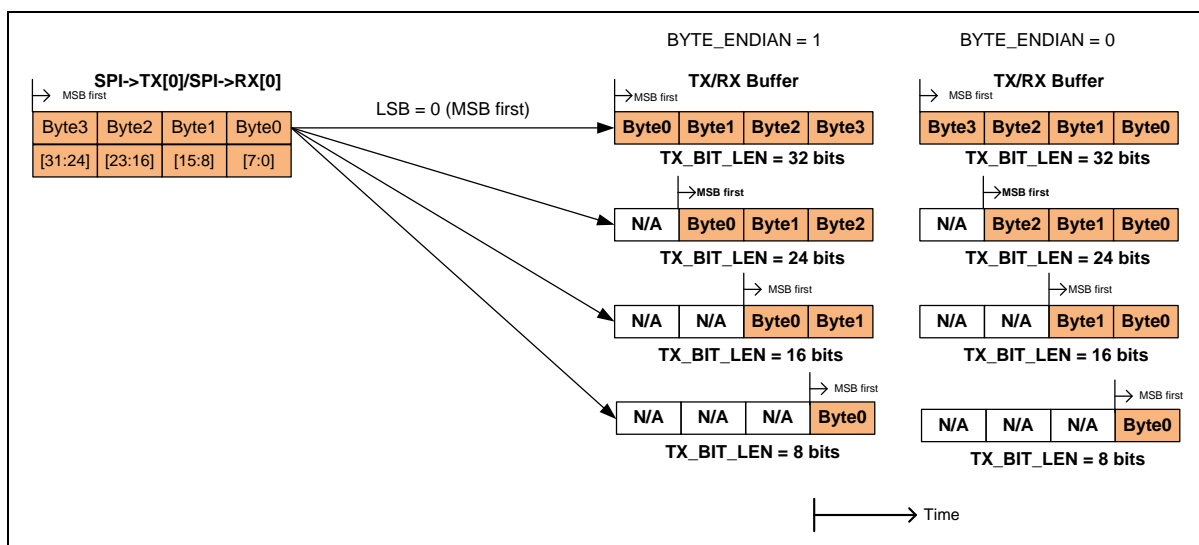 BYTE_ENDIAN = 1
BYTE_ENDIAN = 0
SPI->TX[0]/SPI->RX[0]
MSB first
Byte3 Byte2 Byte1 Byte0
[31:24] [23:16] [15:8] [7:0]
LSB = 0 (MSB first)
TX/RX Buffer
MSB first
Byte0 Byte1 Byte2 Byte3
TX_BIT_LEN = 32 bits
MSB first
N/A Byte0 Byte1 Byte2
TX_BIT_LEN = 24 bits
MSB first
N/A N/A Byte0 Byte1
TX_BIT_LEN = 16 bits
MSB first
N/A N/A N/A Byte0
TX_BIT_LEN = 8 bits
TX/RX Buffer
MSB first
Byte3 Byte2 Byte1 Byte0
TX_BIT_LEN = 32 bits
MSB first
N/A Byte2 Byte1 Byte0
TX_BIT_LEN = 24 bits
MSB first
N/A N/A Byte1 Byte0
TX_BIT_LEN = 16 bits
MSB first
N/A N/A N/A Byte0
TX_BIT_LEN = 8 bits
Time